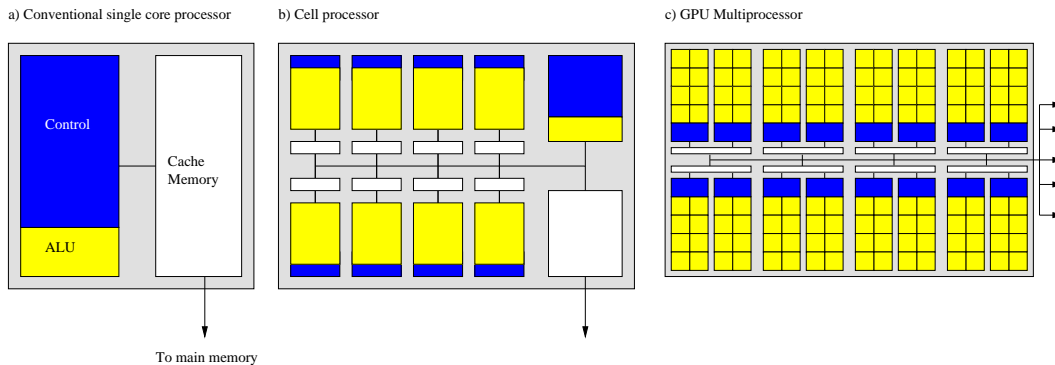 a) Conventional single core processor
b) Cell processor
c) GPU Multiprocessor
Control
Cache
Memory
ALU
To main memory